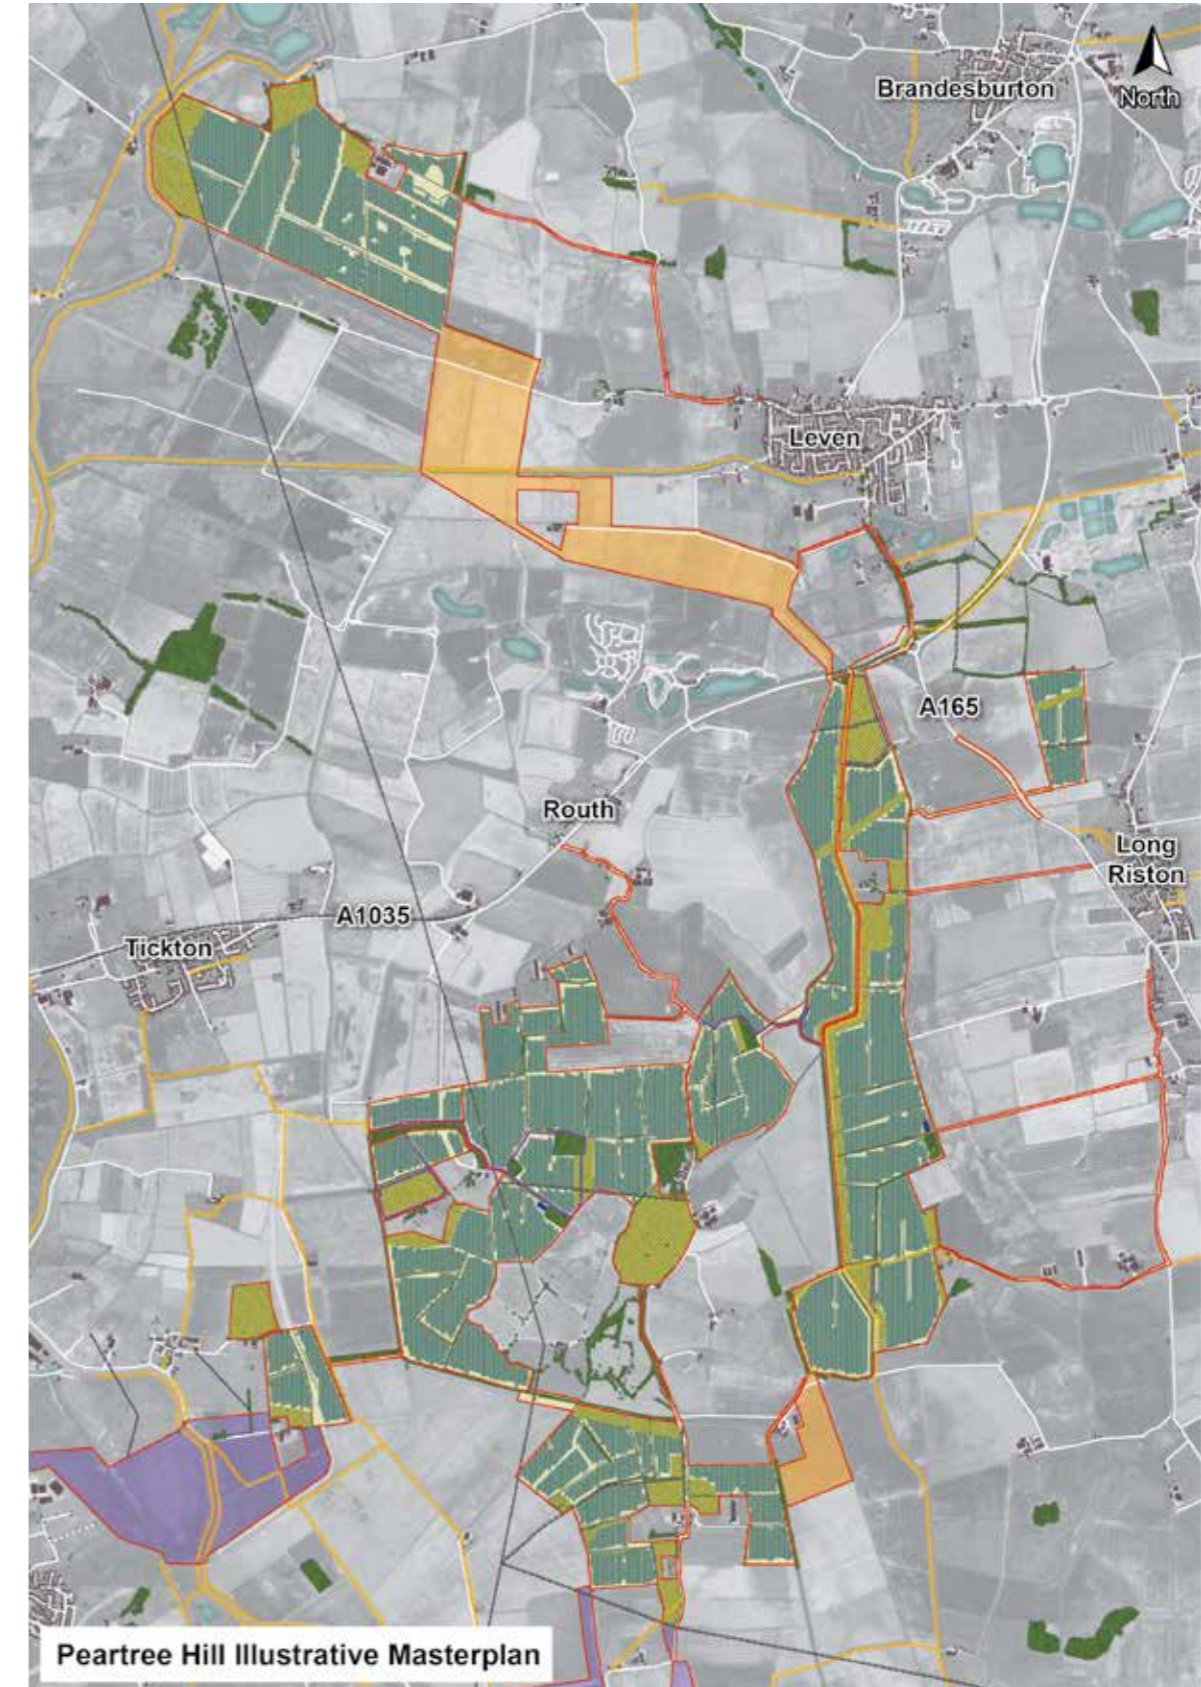 Brandesburton
North
Leven
A165
Routh
Long
Riston
A1035
Tickton
Peartree Hill Illustrative Masterplan